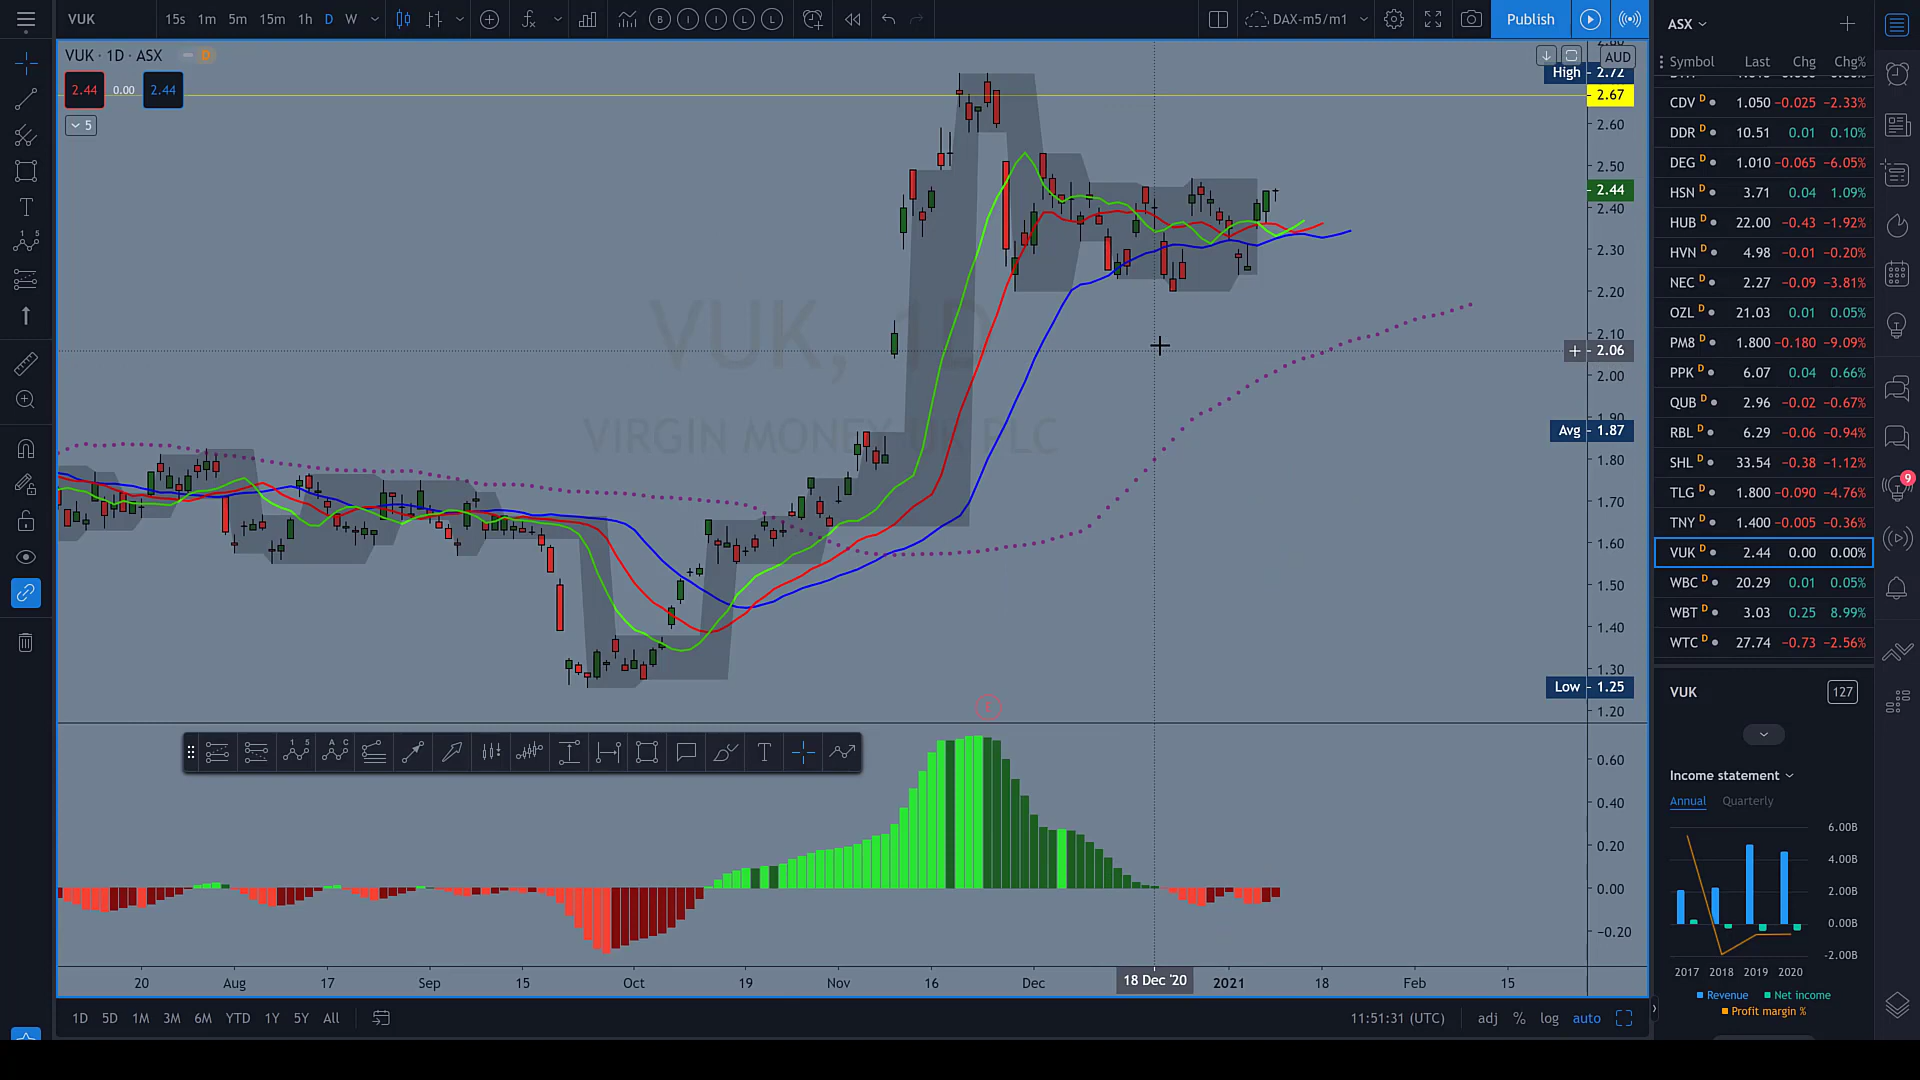 VUK 15s 1m 5m 15m 1h D W DAX-m5/m1 Publish ASX
VUK · 1D · ASX D AUD
2.44 0.00 2.44
5
VUK, 1D
VIRGIN MONEY UK PLC
High 2.72
2.67
2.60
2.50
2.44
2.40
2.30
2.20
2.10
2.06
2.00
1.90
Avg 1.87
1.80
1.70
1.60
1.50
1.40
1.30
Low 1.25
1.20
0.60
0.40
0.20
0.00
−0.20
20 Aug 17 Sep 15 Oct 19 Nov 16 Dec 18 Dec '20 2021 18 Feb 15
1D 5D 1M 3M 6M YTD 1Y 5Y All 11:51:31 (UTC) adj % log auto
Symbol Last Chg Chg%
CDV D 1.050 −0.025 −2.33%
DDR D 10.51 0.01 0.10%
DEG D 1.010 −0.065 −6.05%
HSN D 3.71 0.04 1.09%
HUB D 22.00 −0.43 −1.92%
HVN D 4.98 −0.01 −0.20%
NEC D 2.27 −0.09 −3.81%
OZL D 21.03 0.01 0.05%
PM8 D 1.800 −0.180 −9.09%
PPK D 6.07 0.04 0.66%
QUB D 2.96 −0.02 −0.67%
RBL D 6.29 −0.06 −0.94%
SHL D 33.54 −0.38 −1.12%
TLG D 1.800 −0.090 −4.76%
TNY D 1.400 −0.005 −0.36%
VUK D 2.44 0.00 0.00%
WBC D 20.29 0.01 0.05%
WBT D 3.03 0.25 8.99%
WTC D 27.74 −0.73 −2.56%
9
VUK 127
Income statement
Annual Quarterly
6.00B
4.00B
2.00B
0.00B
−2.00B
2017 2018 2019 2020
Revenue Net income
Profit margin %